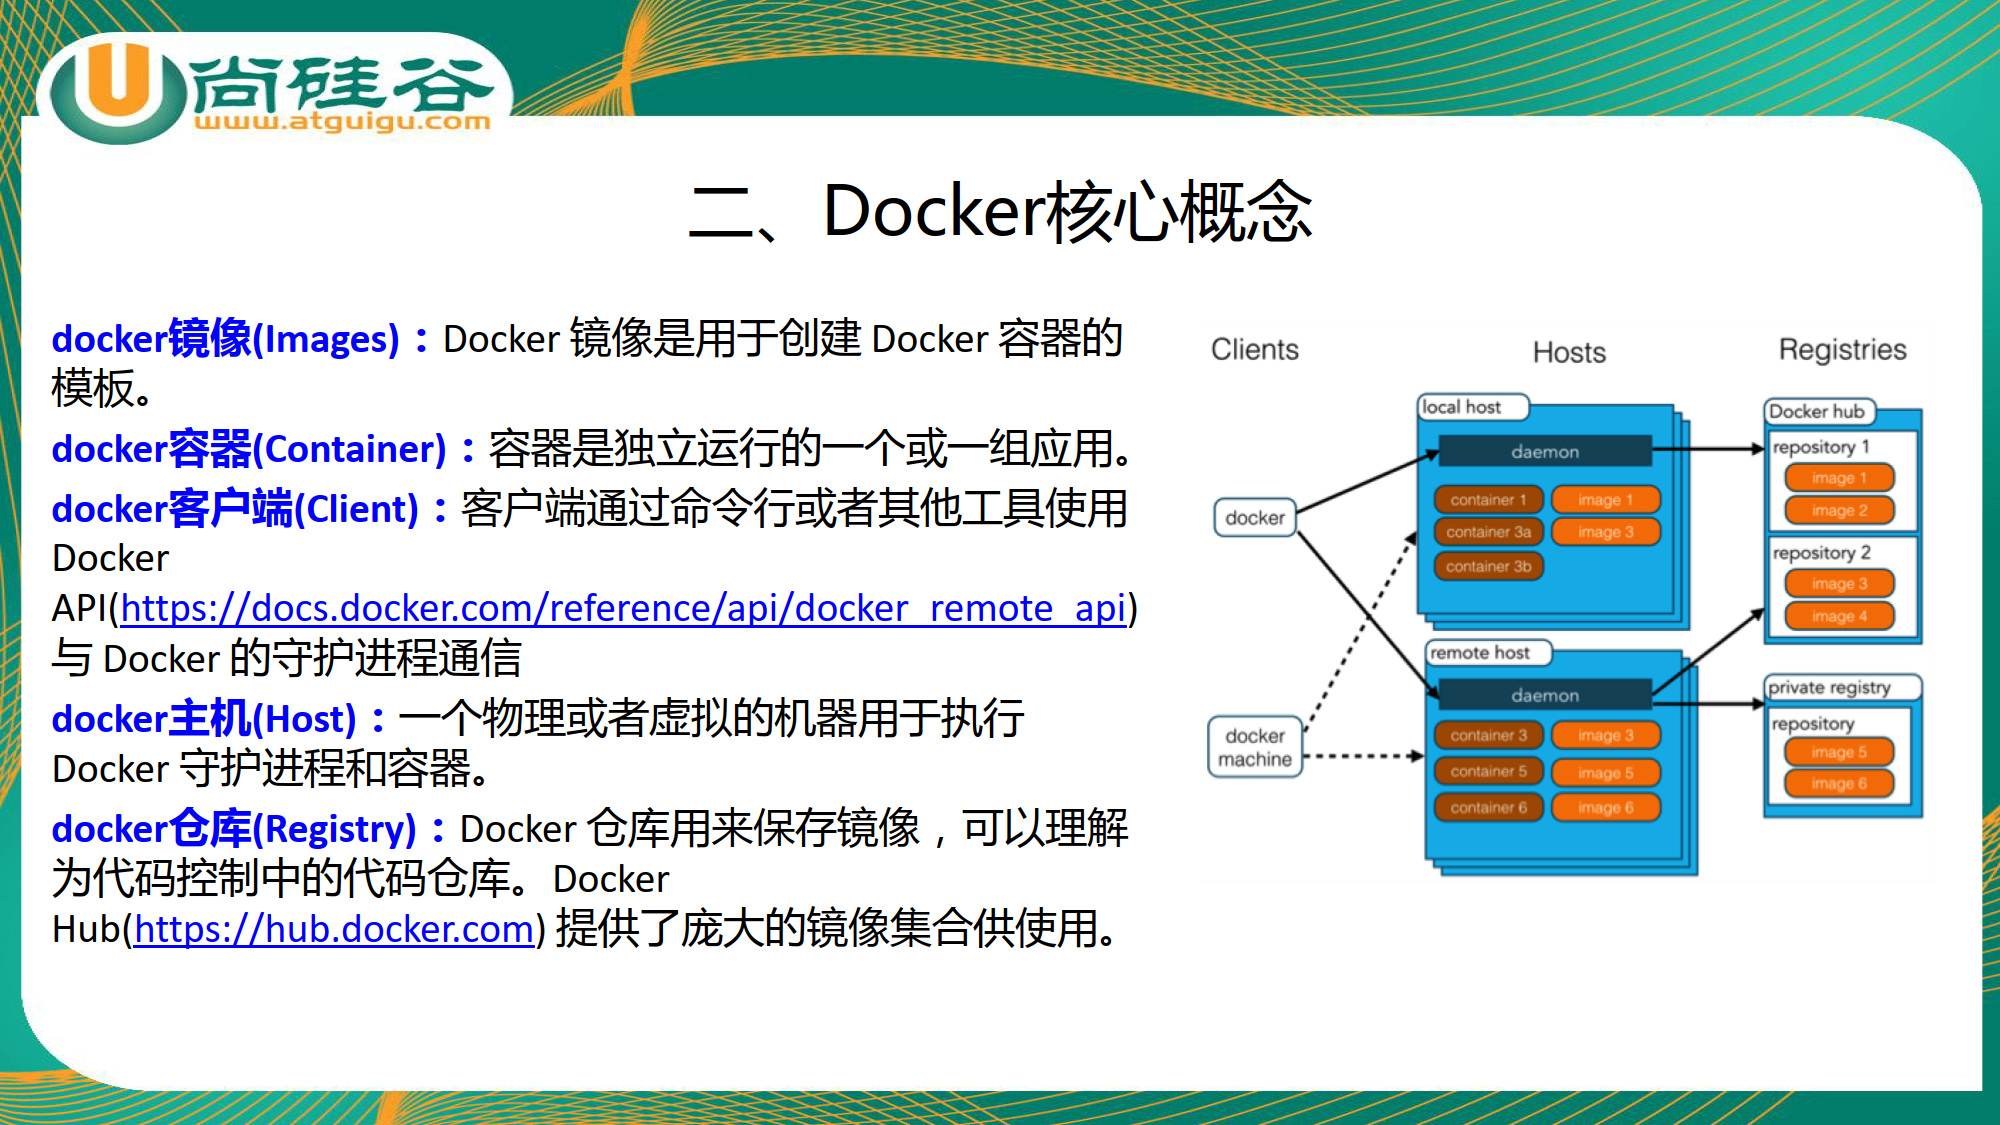 尚硅谷
www.atguigu.com
二、Docker核心概念
docker镜像(Images)：Docker 镜像是用于创建 Docker 容器的
模板。
docker容器(Container)：容器是独立运行的一个或一组应用。
docker客户端(Client)：客户端通过命令行或者其他工具使用
Docker
API(https://docs.docker.com/reference/api/docker_remote_api)
与 Docker 的守护进程通信
docker主机(Host)：一个物理或者虚拟的机器用于执行
Docker 守护进程和容器。
docker仓库(Registry)：Docker 仓库用来保存镜像，可以理解
为代码控制中的代码仓库。Docker
Hub(https://hub.docker.com) 提供了庞大的镜像集合供使用。
Clients
docker
docker
machine
Hosts
local host
daemon
container 1 image 1
container 3a image 3
container 3b
remote host
daemon
container 3 image 3
container 5 image 5
container 6 image 6
Registries
Docker hub
repository 1
image 1
image 2
repository 2
image 3
image 4
private registry
repository
image 5
image 6